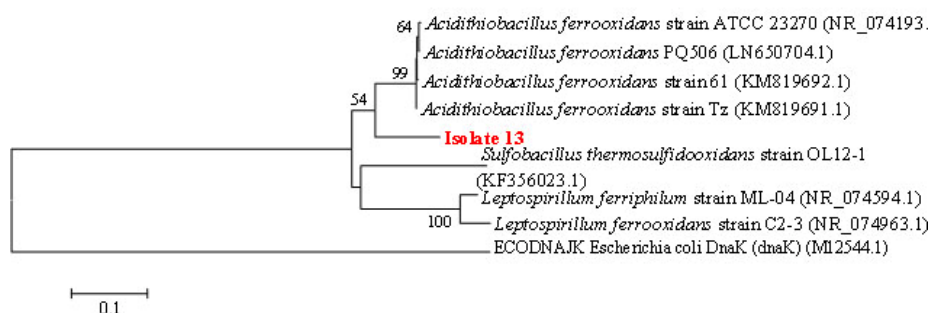 64
Acidithiobacillus ferrooxidans strain ATCC 23270 (NR_074193.
Acidithiobacillus ferrooxidans PQ506 (LN650704.1)
99
Acidithiobacillus ferrooxidans strain61 (KM819692.1)
54
Acidithiobacillus ferrooxidans strain Tz (KM819691.1)
Isolate 13
Sulfobacillus thermosulfidooxidans strain OL12-1
(KF356023.1)
Leptospirillum ferriphilum strain ML-04 (NR_074594.1)
100
Leptospirillum ferrooxidans strain C2-3 (NR_074963.1)
ECODNAJK Escherichia coli DnaK (dnaK) (M12544.1)
0.1